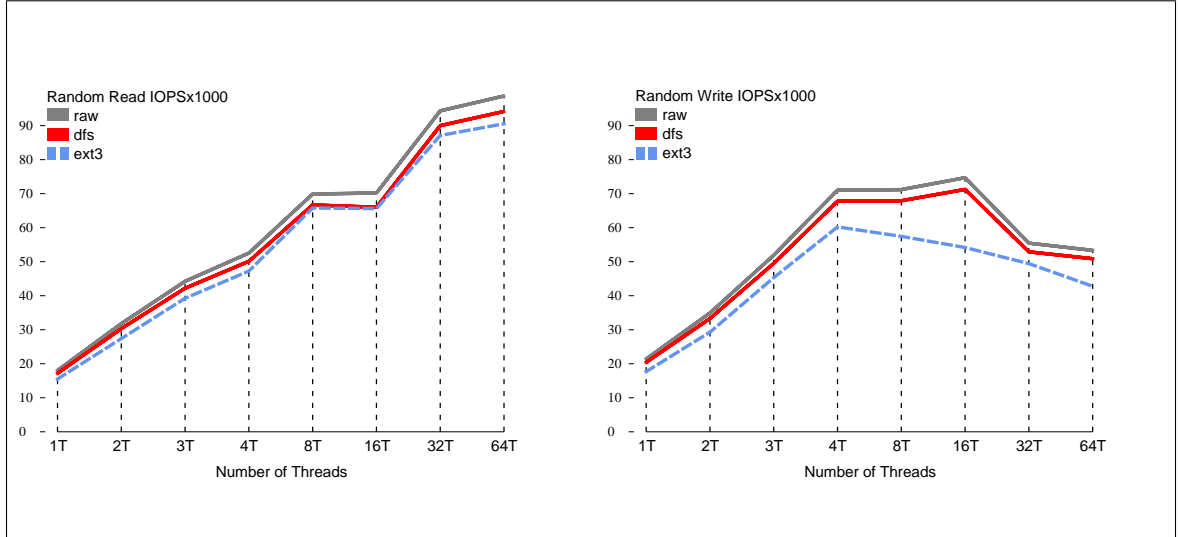 Random Read IOPSx1000
raw
dfs
ext3
90
80
70
60
50
40
30
20
10
0
1T 2T 3T 4T 8T 16T 32T 64T
Number of Threads
Random Write IOPSx1000
raw
dfs
ext3
90
80
70
60
50
40
30
20
10
0
1T 2T 3T 4T 8T 16T 32T 64T
Number of Threads